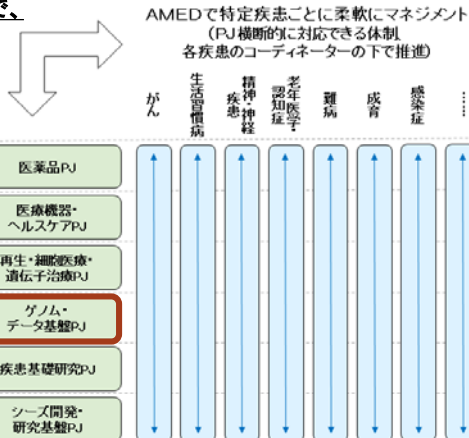 で、
AMEDで特定疾患ごとに柔軟にマネジメント
(PJ横断的に対応できる体制、
各疾患のコーディネーターの下で推進)
がん
生活習慣病
精神・神経
疾患
老年医学・
認知症
難病
成育
感染症
……
医薬品PJ
医療機器・
ヘルスケアPJ
再生・細胞医療・
遺伝子治療PJ
ゲノム・
データ基盤PJ
疾患基礎研究PJ
シーズ開発・
研究基盤PJ